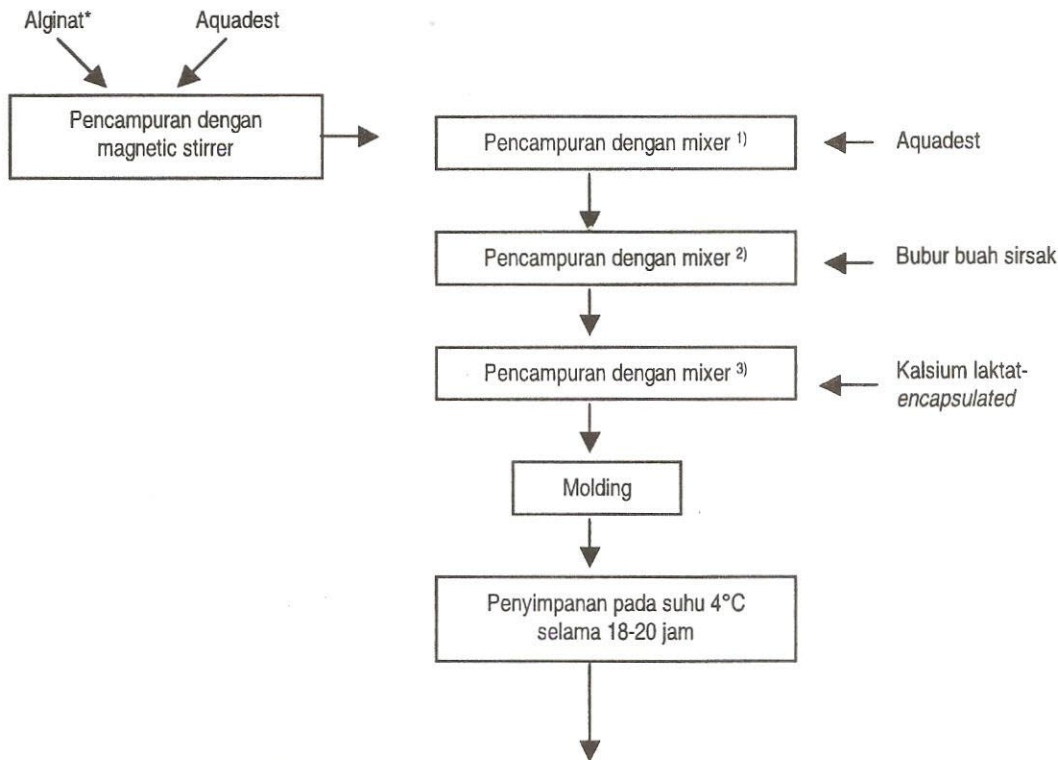 Alginat*
Aquadest
Pencampuran dengan
magnetic stirrer
Pencampuran dengan mixer 1)
Aquadest
Pencampuran dengan mixer 2)
Bubur buah sirsak
Pencampuran dengan mixer 3)
Kalsium laktat-
encapsulated
Molding
Penyimpanan pada suhu 4°C
selama 18-20 jam